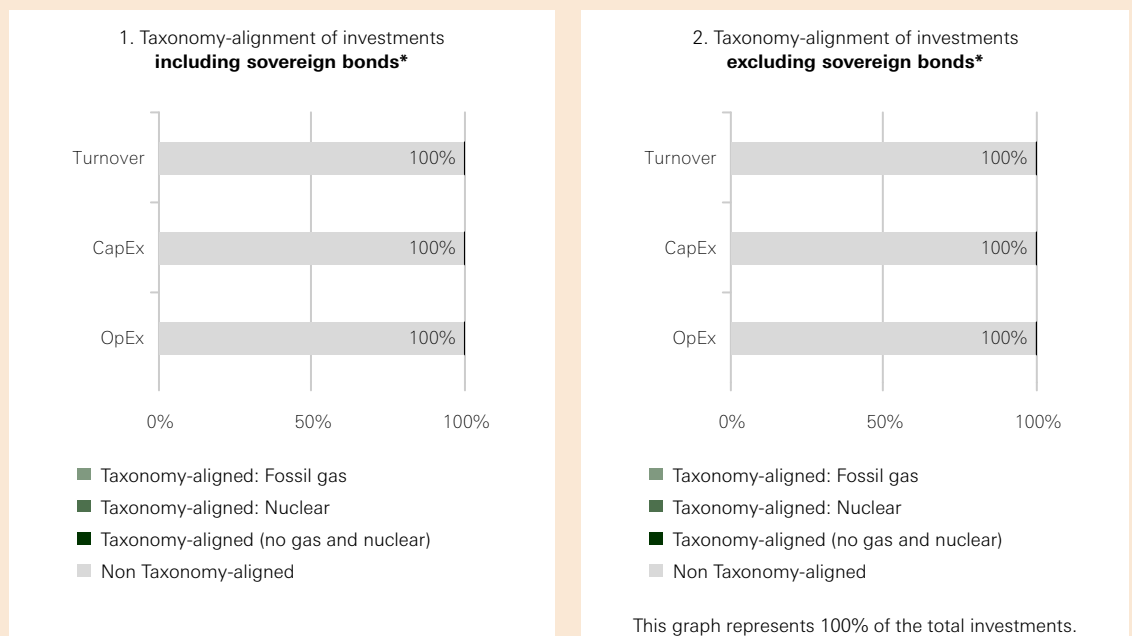 1. Taxonomy-alignment of investments
including sovereign bonds*
Turnover
100%
CapEx
100%
OpEx
100%
0%
50%
100%
Taxonomy-aligned: Fossil gas
Taxonomy-aligned: Nuclear
Taxonomy-aligned (no gas and nuclear)
Non Taxonomy-aligned
2. Taxonomy-alignment of investments
excluding sovereign bonds*
Turnover
100%
CapEx
100%
OpEx
100%
0%
50%
100%
Taxonomy-aligned: Fossil gas
Taxonomy-aligned: Nuclear
Taxonomy-aligned (no gas and nuclear)
Non Taxonomy-aligned
This graph represents 100% of the total investments.